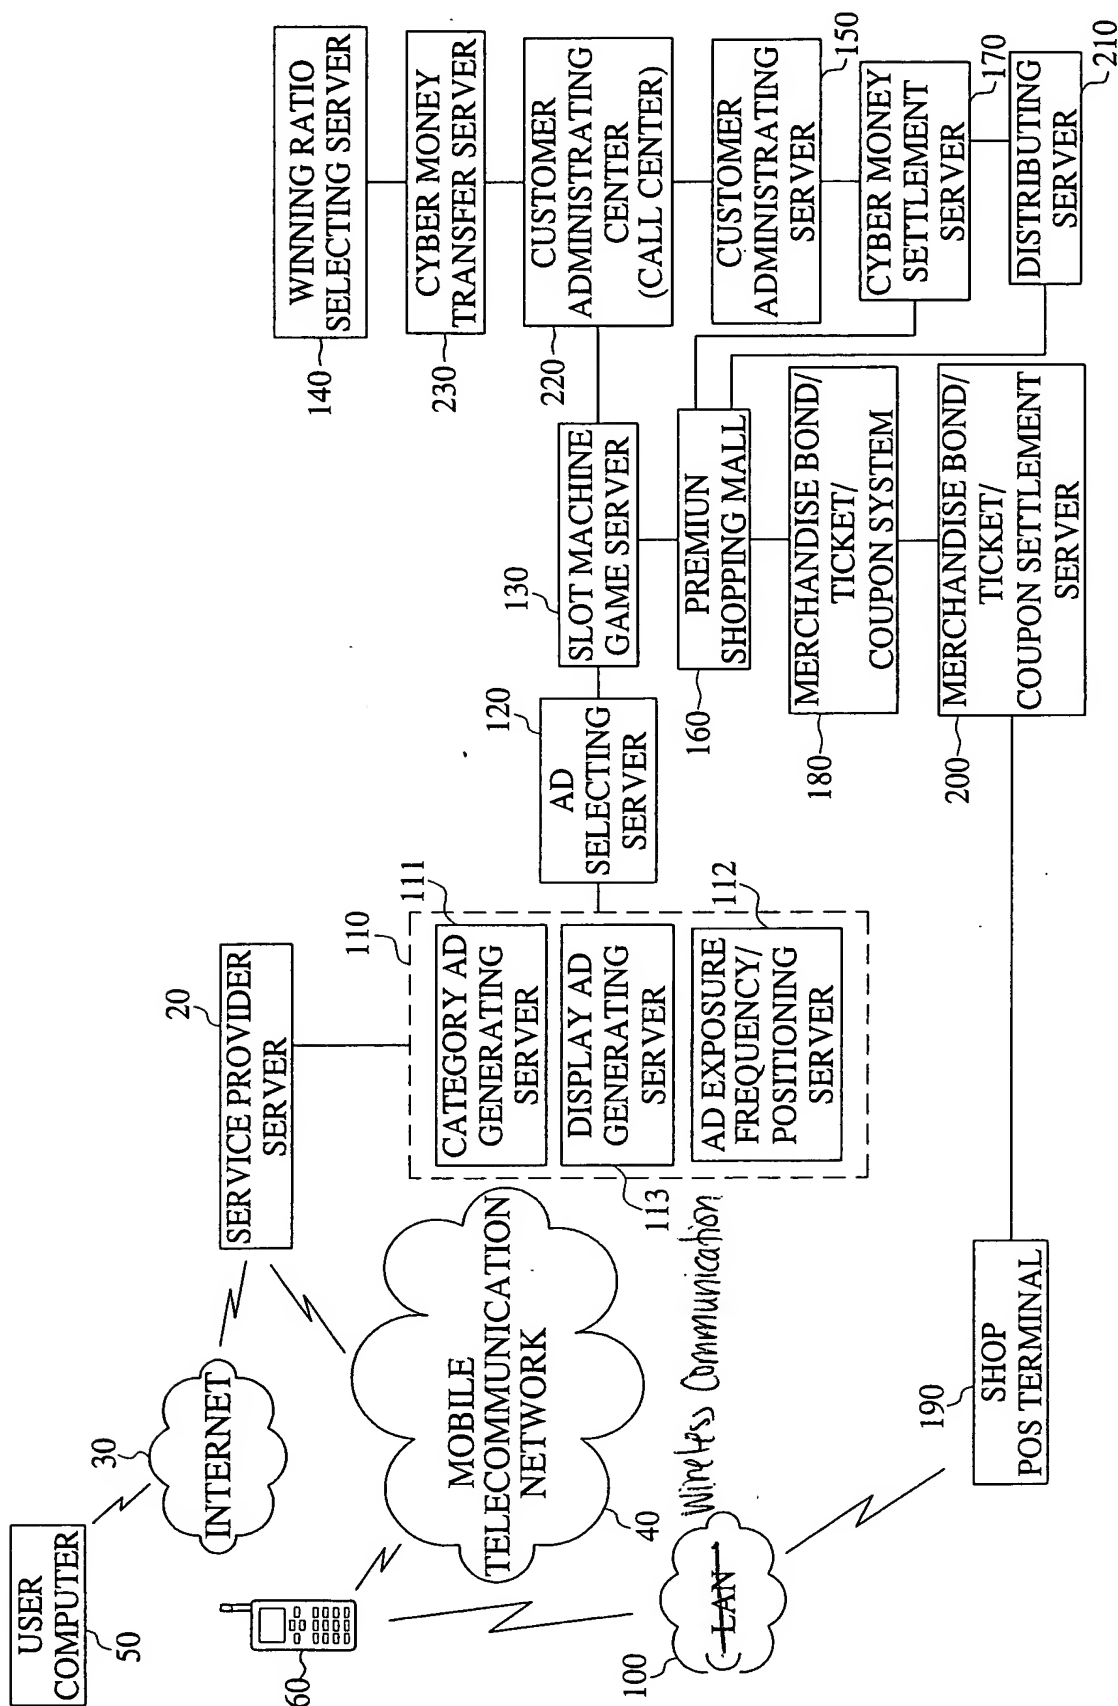 USER
COMPUTER
50
60
30
INTERNET
20
SERVICE PROVIDER
SERVER
MOBILE
TELECOMMUNICATION
NETWORK
40
Wireless Communication
LAN
100
190
SHOP
POS TERMINAL
110
111
CATEGORY AD
GENERATING
SERVER
DISPLAY AD
GENERATING
SERVER
113
112
AD EXPOSURE
FREQUENCY/
POSITIONING
SERVER
120
AD
SELECTING
SERVER
130
SLOT MACHINE
GAME SERVER
PREMIUN
SHOPPING MALL
160
MERCHANDISE BOND/
TICKET/
COUPON SYSTEM
180
MERCHANDISE BOND/
TICKET/
COUPON SETTLEMENT
SERVER
200
WINNING RATIO
SELECTING SERVER
140
CYBER MONEY
TRANSFER SERVER
230
CUSTOMER
ADMINISTRATING
CENTER
(CALL CENTER)
220
CUSTOMER
ADMINISTRATING
SERVER
150
CYBER MONEY
SETTLEMENT
SERVER
170
DISTRIBUTING
SERVER
210